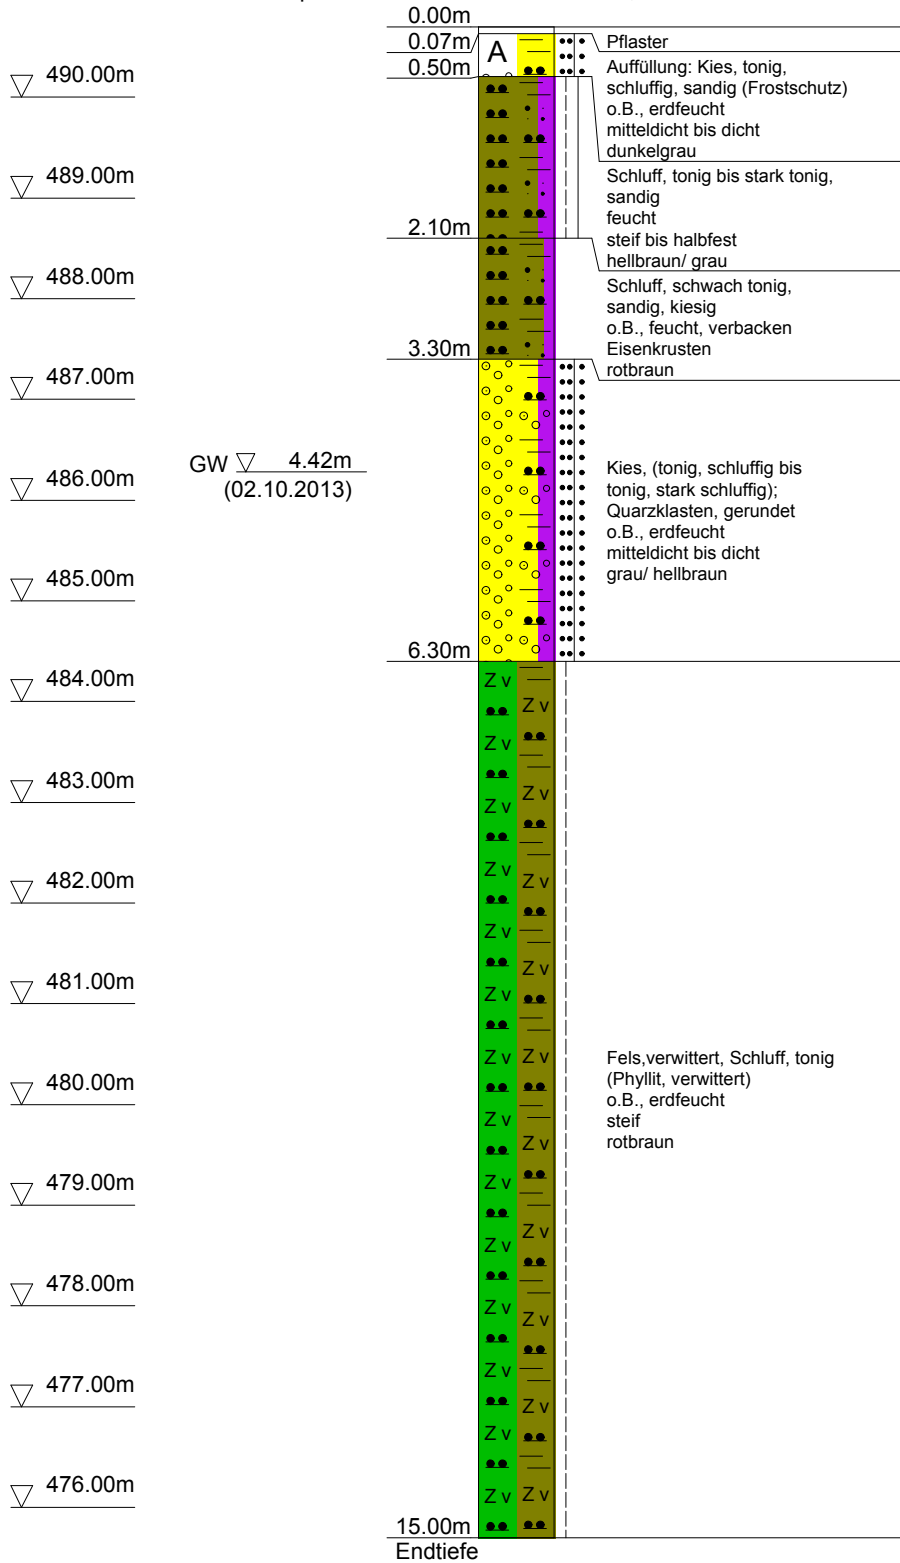 0.00m
0.07m
A
Pflaster
0.50m
Auffüllung: Kies, tonig,
schluffig, sandig (Frostschutz)
o.B., erdfeucht
mitteldicht bis dicht
dunkelgrau
490.00m
489.00m
Schluff, tonig bis stark tonig,
sandig
feucht
steif bis halbfest
hellbraun/ grau
2.10m
488.00m
Schluff, schwach tonig,
sandig, kiesig
o.B., feucht, verbacken
Eisenkrusten
rotbraun
3.30m
487.00m
GW 4.42m
(02.10.2013)
486.00m
Kies, (tonig, schluffig bis
tonig, stark schluffig);
Quarzklasten, gerundet
o.B., erdfeucht
mitteldicht bis dicht
grau/ hellbraun
485.00m
6.30m
484.00m
Z v
Z v
Z v
483.00m
Z v
Z v
482.00m
Z v
Z v
Z v
481.00m
Z v
Z v
480.00m
Z v
Z v
Fels,verwittert, Schluff, tonig
(Phyllit, verwittert)
o.B., erdfeucht
steif
rotbraun
Z v
Z v
479.00m
Z v
Z v
Z v
478.00m
Z v
Z v
477.00m
Z v
Z v
Z v
476.00m
Z v
Z v
15.00m
Endtiefe